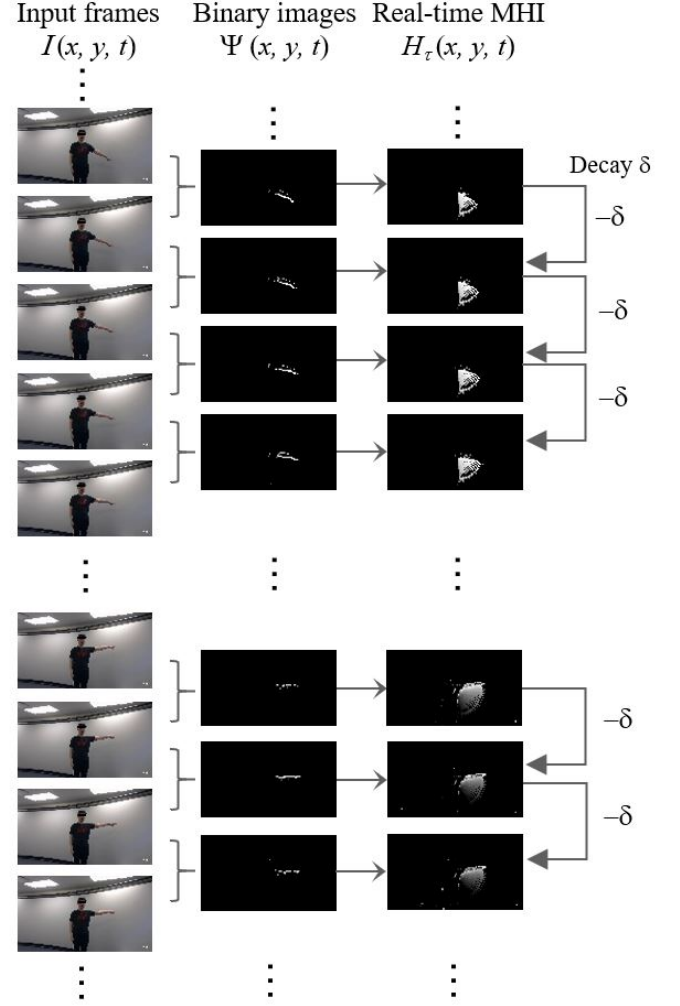 Input frames
I(x, y, t)
Binary images
Ψ (x, y, t)
Real-time MHI
Hτ(x, y, t)
Decay δ
−δ
−δ
−δ
−δ
−δ